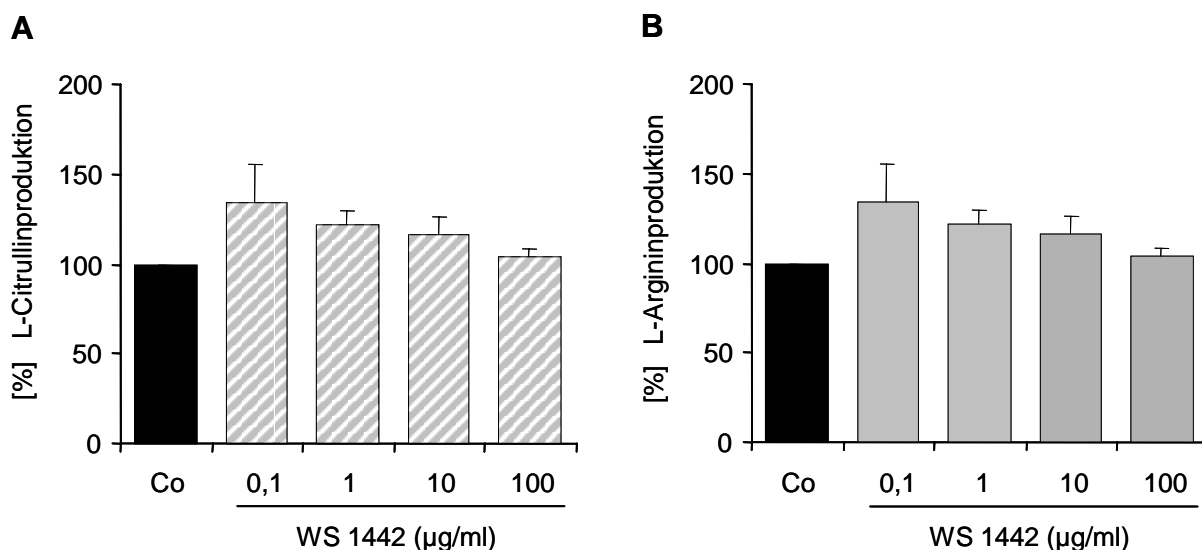 A
[%] L-Citrullinproduktion
200
150
100
50
0
Co 0,1 1 10 100
WS 1442 (µg/ml)
B
[%] L-Argininproduktion
200
150
100
50
0
Co 0,1 1 10 100
WS 1442 (µg/ml)